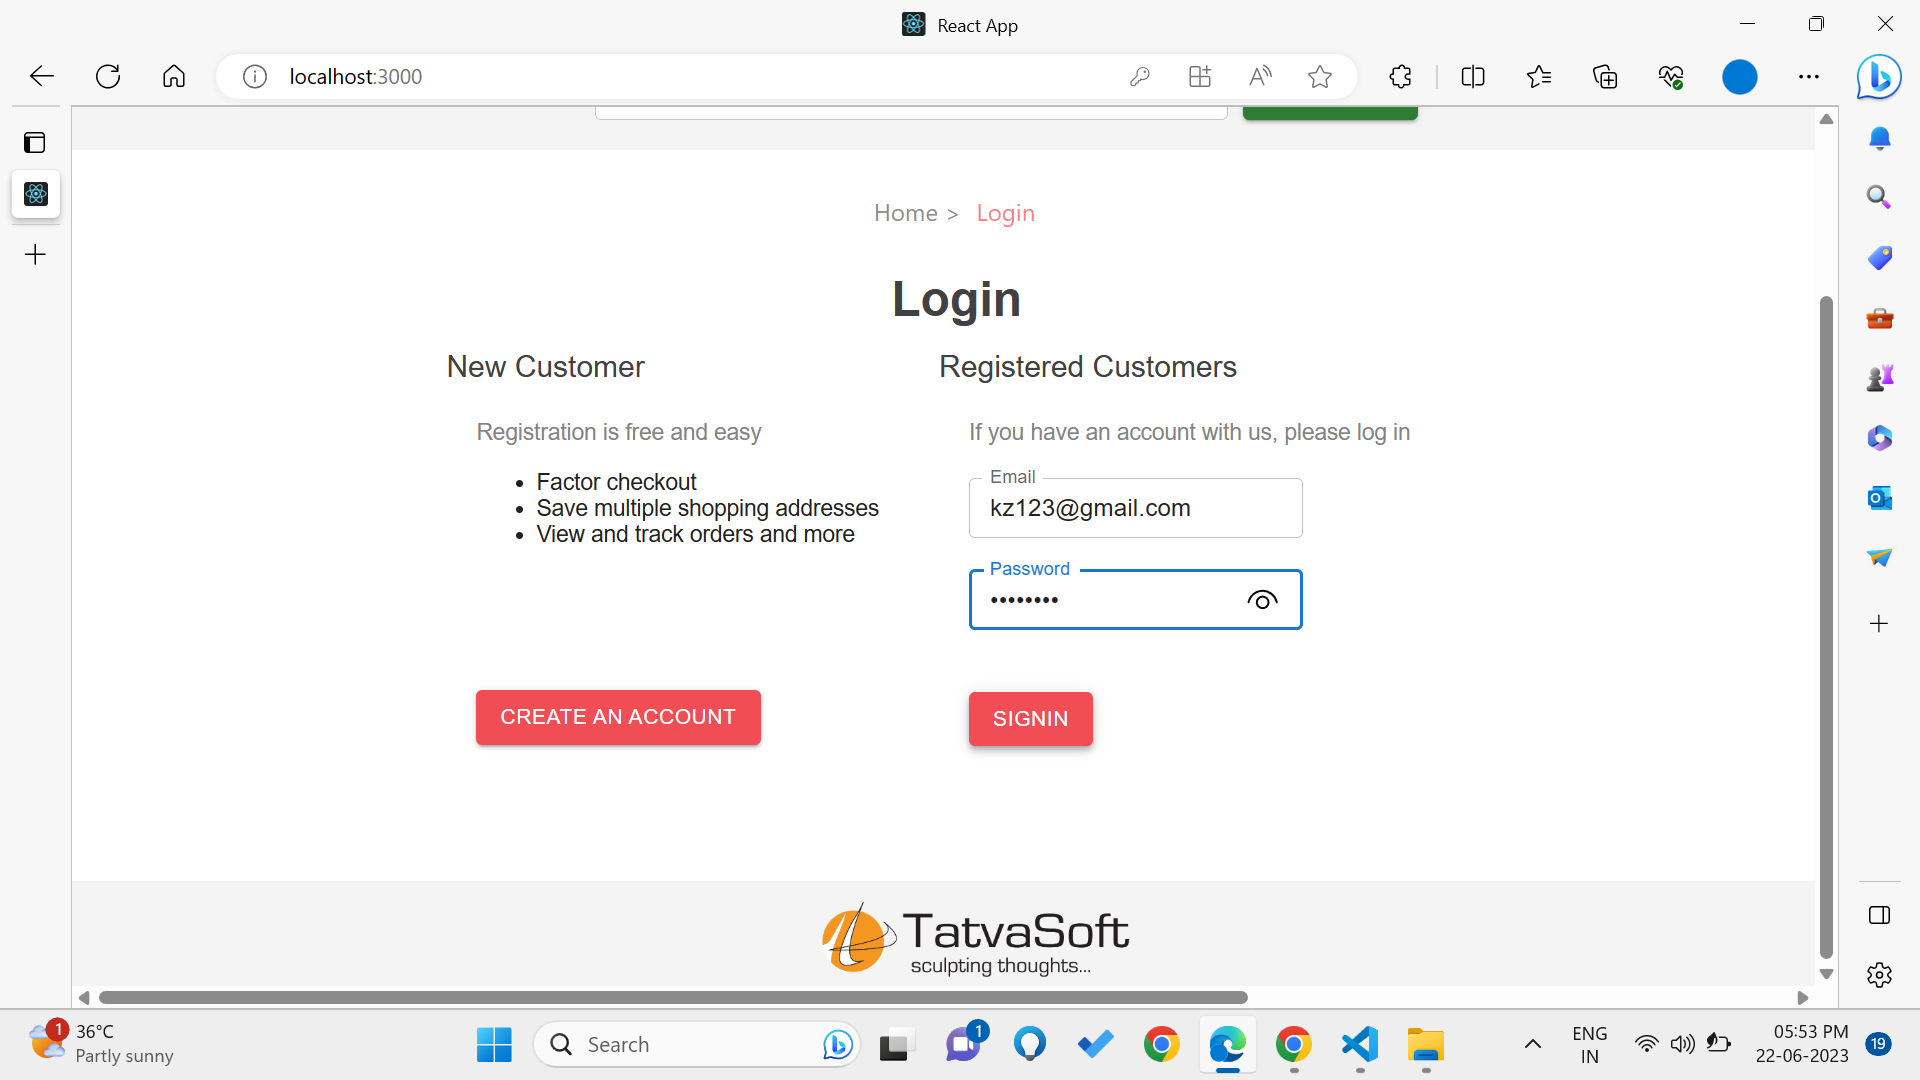 React App
localhost:3000
Home > Login
Login
New Customer
Registered Customers
Registration is free and easy
If you have an account with us, please log in
• Factor checkout
• Save multiple shopping addresses
• View and track orders and more
Email
kz123@gmail.com
Password
••••••••
CREATE AN ACCOUNT
SIGNIN
TatvaSoft
sculpting thoughts...
1
36°C
Partly sunny
Search
1
ENG
IN
05:53 PM
22-06-2023
19